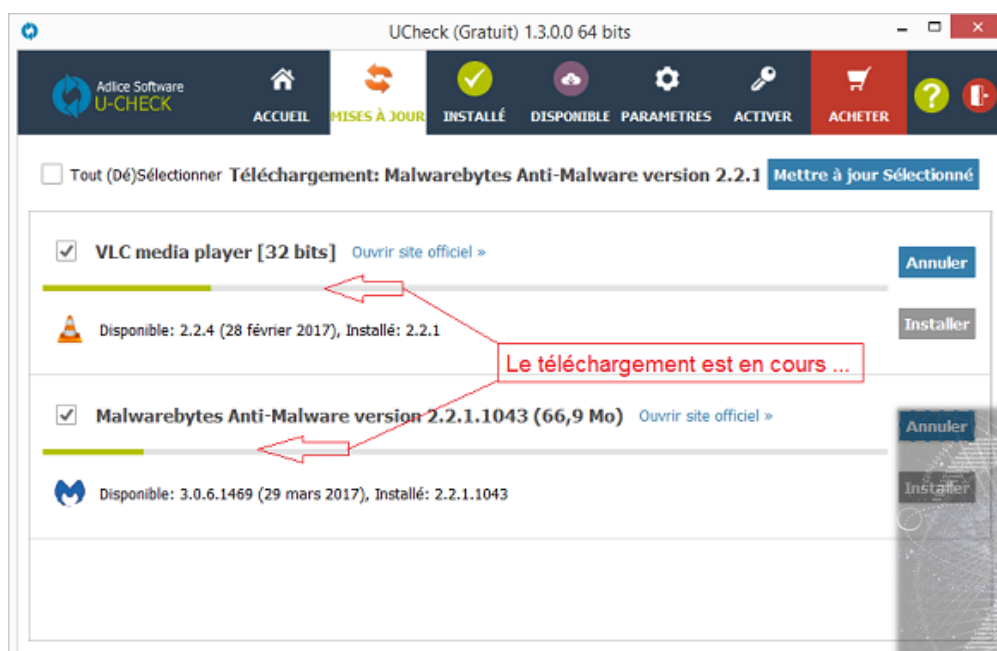 UCheck (Gratuit) 1.3.0.0 64 bits
Adlice Software
U-CHECK
ACCUEIL
MISES À JOUR
INSTALLÉ
DISPONIBLE
PARAMETRES
ACTIVER
ACHETER
Tout (Dé)Sélectionner
Téléchargement: Malwarebytes Anti-Malware version 2.2.1
Mettre à jour Sélectionné
VLC media player [32 bits]
Ouvrir site officiel »
Annuler
Disponible: 2.2.4 (28 février 2017), Installé: 2.2.1
Installer
Le téléchargement est en cours ...
Malwarebytes Anti-Malware version 2.2.1.1043 (66,9 Mo)
Ouvrir site officiel »
Annuler
Disponible: 3.0.6.1469 (29 mars 2017), Installé: 2.2.1.1043
Installer